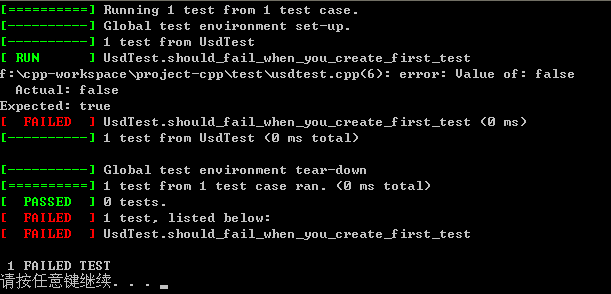 [==========] Running 1 test from 1 test case.
[----------] Global test environment set-up.
[----------] 1 test from UsdTest
[ RUN      ] UsdTest.should_fail_when_you_create_first_test
f:\cpp-workspace\project-cpp\test\usdtest.cpp(6): error: Value of: false
  Actual: false
Expected: true
[  FAILED  ] UsdTest.should_fail_when_you_create_first_test (0 ms)
[----------] 1 test from UsdTest (0 ms total)

[----------] Global test environment tear-down
[==========] 1 test from 1 test case ran. (0 ms total)
[  PASSED  ] 0 tests.
[  FAILED  ] 1 test, listed below:
[  FAILED  ] UsdTest.should_fail_when_you_create_first_test

 1 FAILED TEST
请按任意键继续. . .